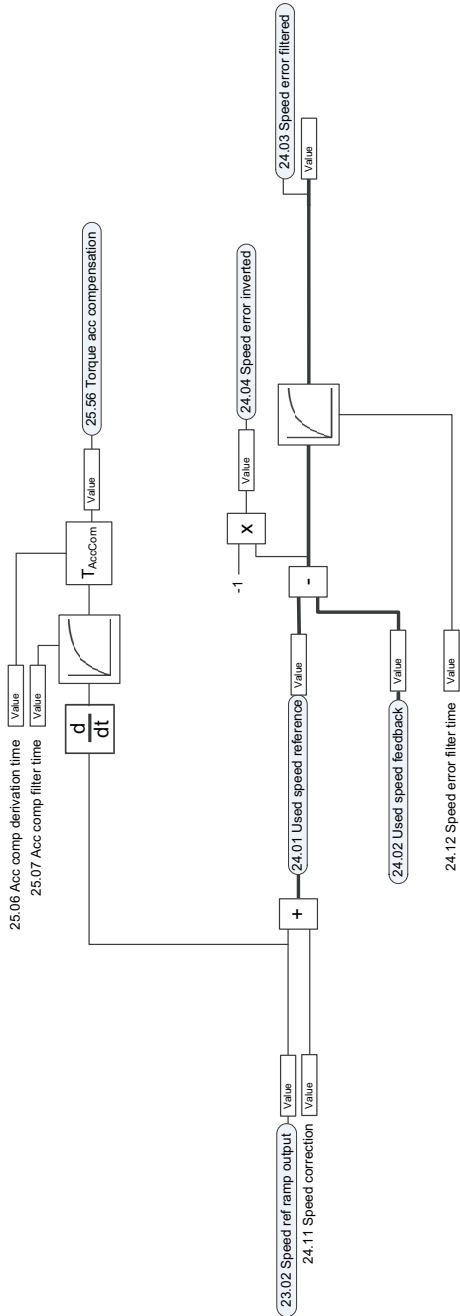 25.06 Acc comp derivation time
Value
25.07 Acc comp filter time
Value
d
dt
TAccCom
Value
25.56 Torque acc compensation
23.02 Speed ref ramp output
Value
24.11 Speed correction
Value
+
24.01 Used speed reference
Value
-
-1
x
Value
24.04 Speed error inverted
24.02 Used speed feedback
Value
24.12 Speed error filter time
Value
Value
24.03 Speed error filtered